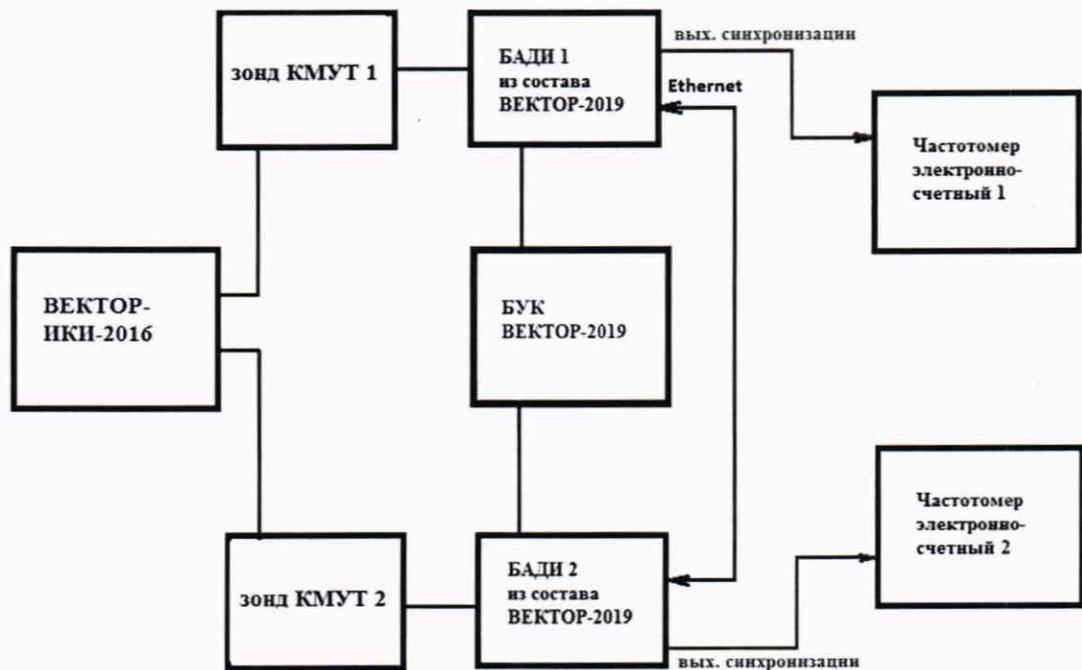 вых. синхронизации
зонд КМУТ 1
БАДИ 1
из состава
ВЕКТОР-2019
Ethernet
Частотомер
электронно-
счетный 1
ВЕКТОР-
ИКИ-2016
БУК
ВЕКТОР-2019
Частотомер
электронно-
счетный 2
зонд КМУТ 2
БАДИ 2
из состава
ВЕКТОР-2019
вых. синхронизации